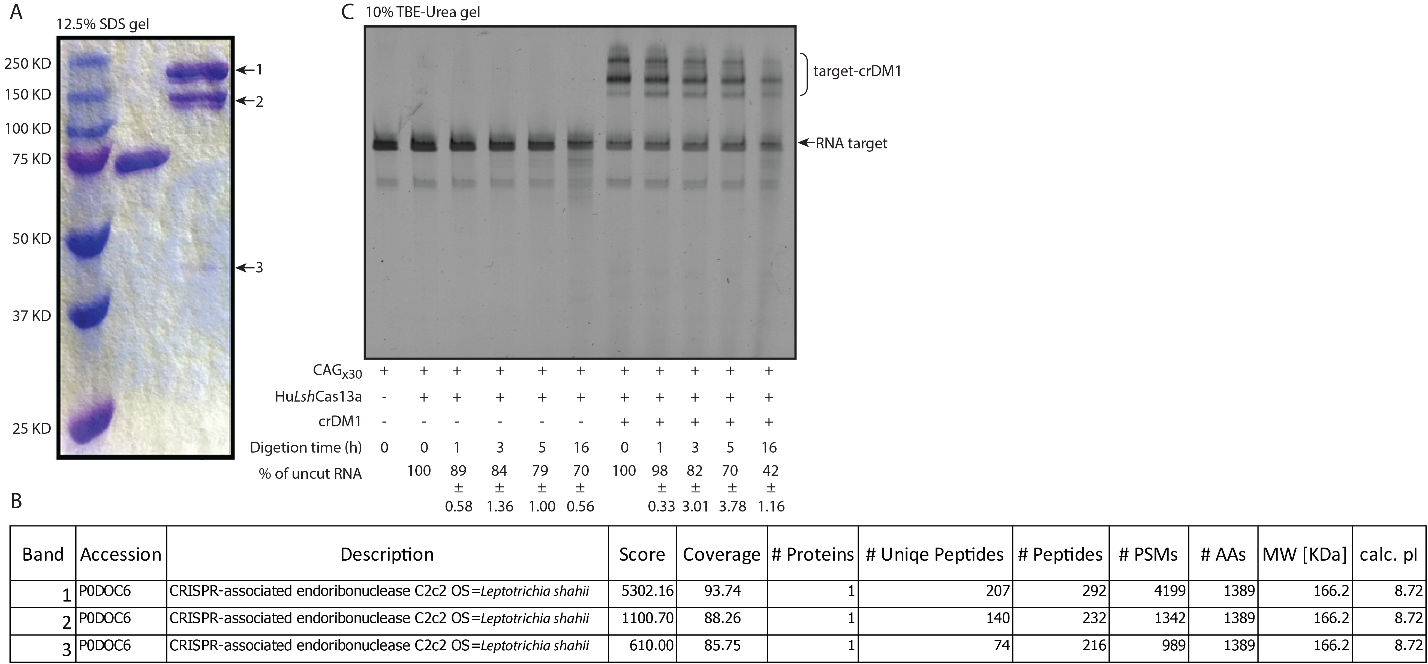 A
12.5% SDS gel
250 KD
150 KD
100 KD
75 KD
50 KD
37 KD
25 KD
1
2
3
C
10% TBE-Urea gel
target-crDM1
RNA target
CAGx30 + + + + + + + + + + +
HuLshCas13a - + + + + + + + + + +
crDM1 - - - - - - + + + + +
Digetion time (h) 0 0 1 3 5 16 0 1 3 5 16
% of uncut RNA 100 89 84 79 70 100 98 82 70 42
± ± ± ± ± ± ± ±
0.58 1.36 1.00 0.56 0.33 3.01 3.78 1.16
B
Band Accession Description Score Coverage # Proteins # Uniqe Peptides # Peptides # PSMs # AAs MW [KDa] calc. pI
1 P0DOC6 CRISPR-associated endoribonuclease C2c2 OS=Leptotrichia shahii 5302.16 93.74 1 207 292 4199 1389 166.2 8.72
2 P0DOC6 CRISPR-associated endoribonuclease C2c2 OS=Leptotrichia shahii 1100.70 88.26 1 140 232 1342 1389 166.2 8.72
3 P0DOC6 CRISPR-associated endoribonuclease C2c2 OS=Leptotrichia shahii 610.00 85.75 1 74 216 989 1389 166.2 8.72